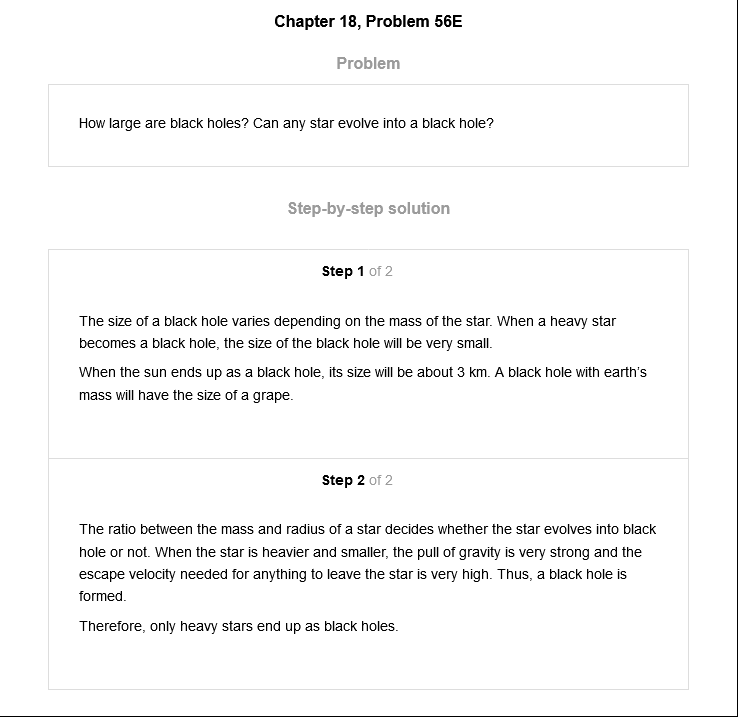 Chapter 18, Problem 56E
Problem
How large are black holes? Can any star evolve into a black hole?
Step-by-step solution
Step 1 of 2
The size of a black hole varies depending on the mass of the star. When a heavy star
becomes a black hole, the size of the black hole will be very small.
When the sun ends up as a black hole, its size will be about 3 km. A black hole with earth's
mass will have the size of a grape.
Step 2 of 2
The ratio between the mass and radius of a star decides whether the star evolves into black
hole or not. When the star is heavier and smaller, the pull of gravity is very strong and the
escape velocity needed for anything to leave the star is very high. Thus, a black hole is
formed.
Therefore, only heavy stars end up as black holes.